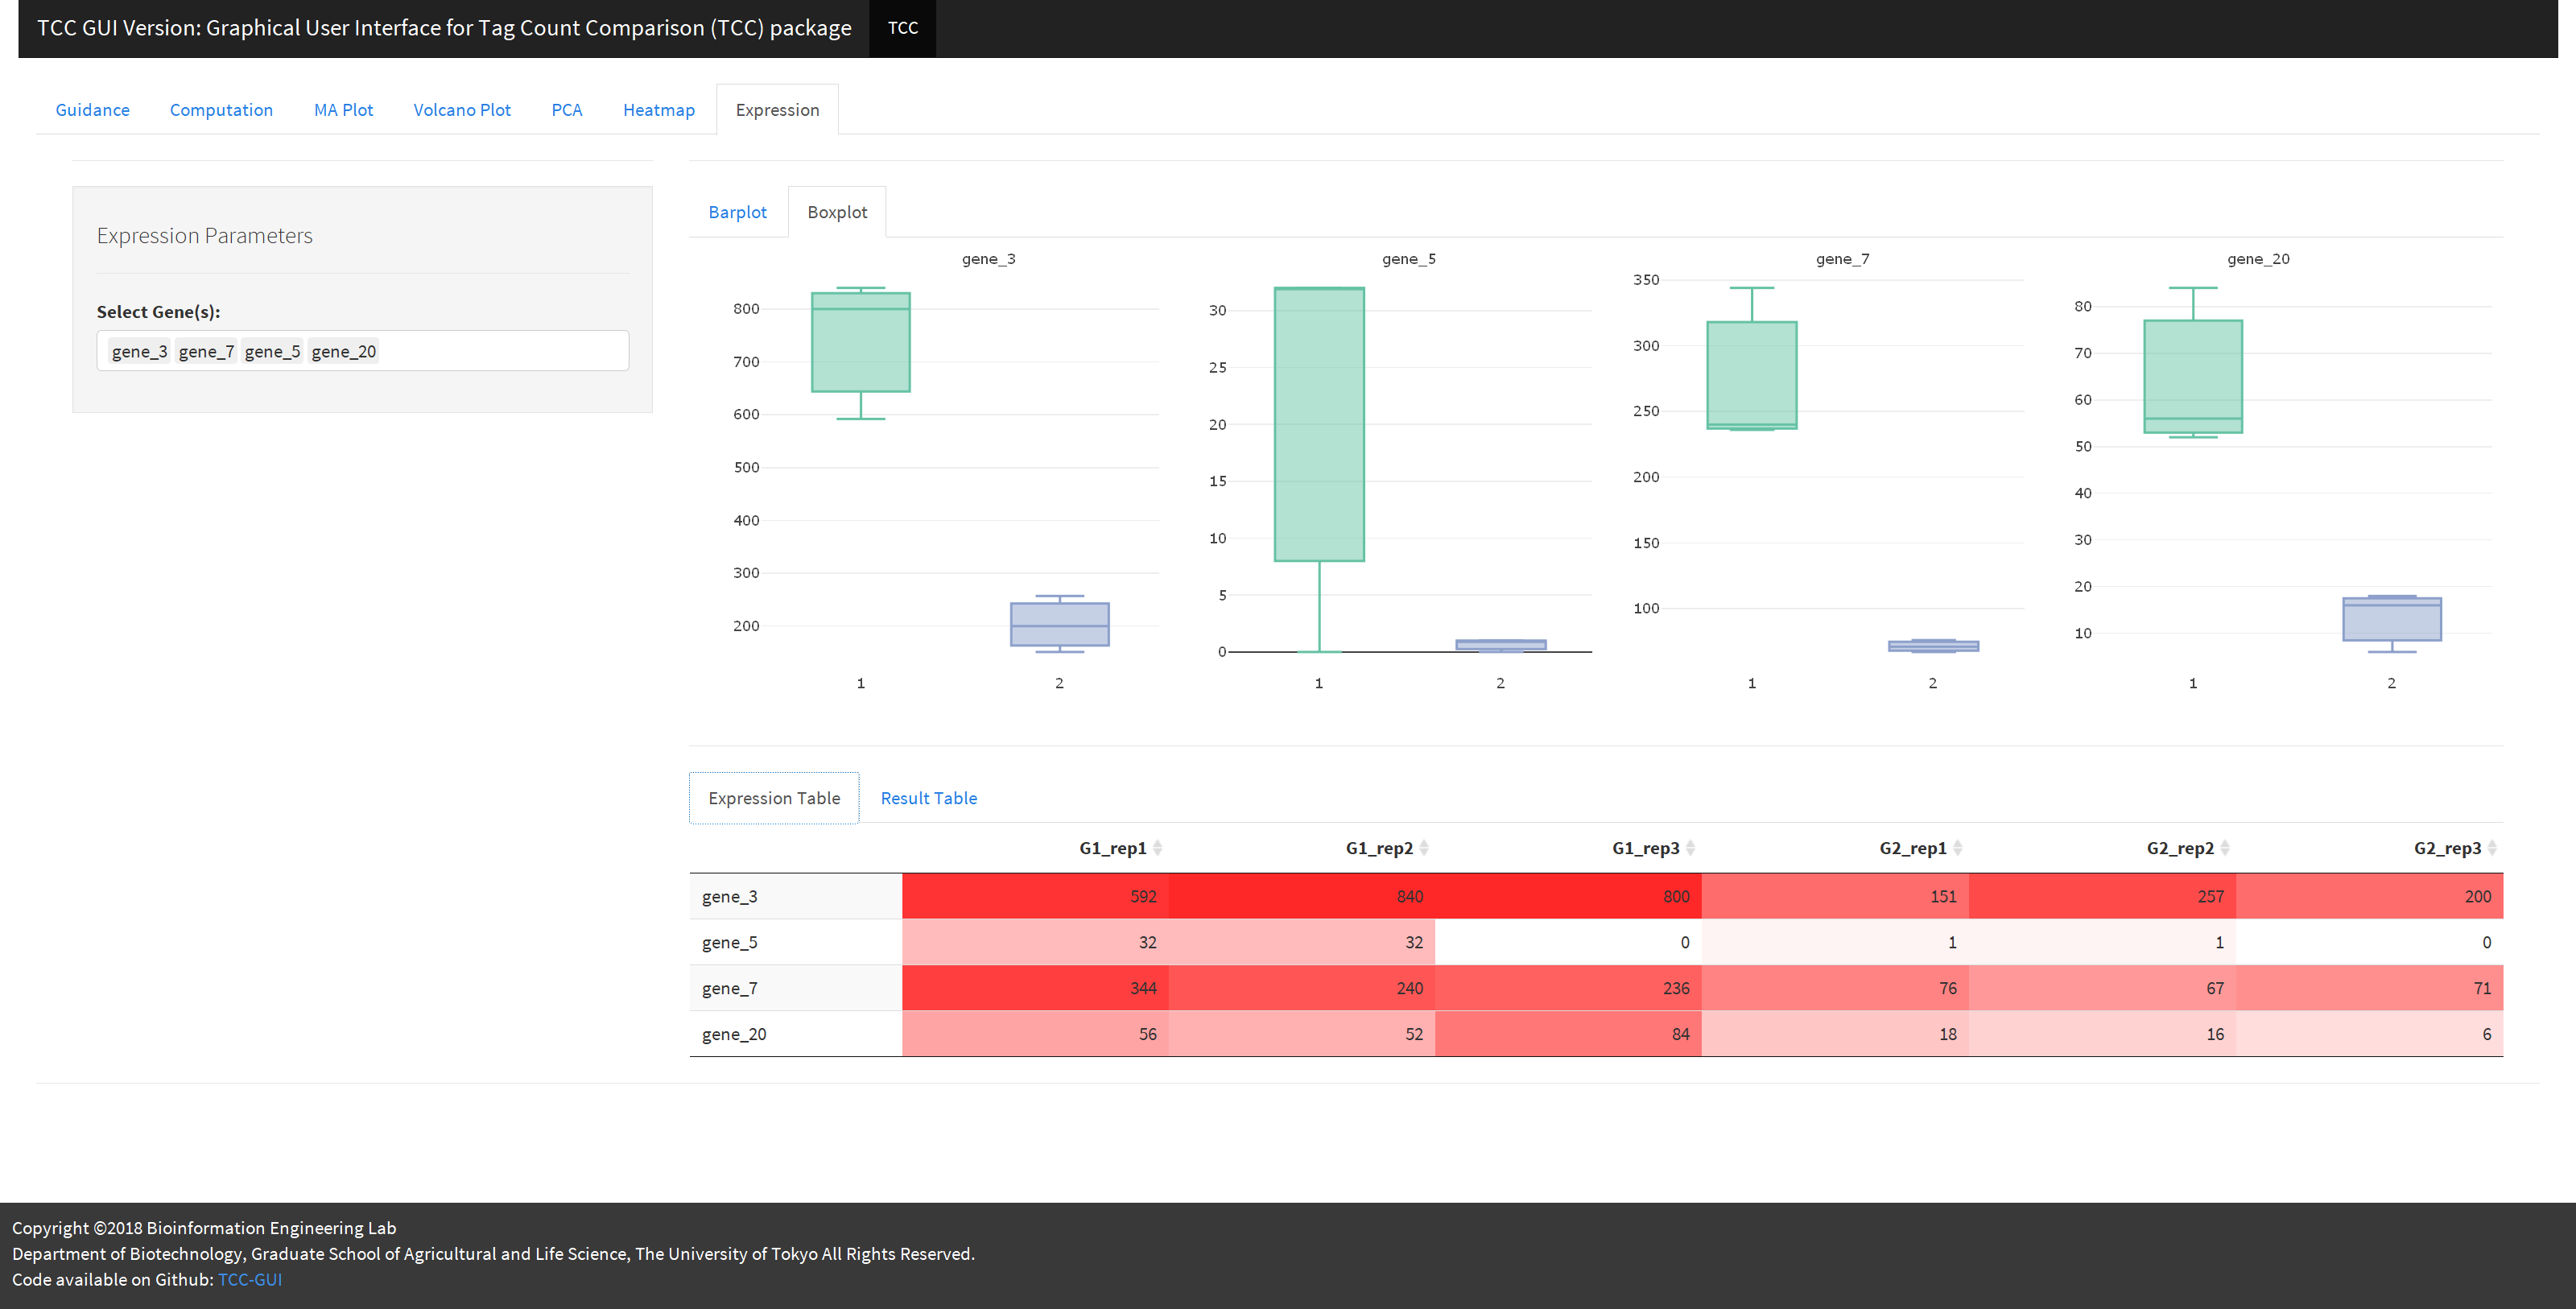 TCC GUI Version: Graphical User Interface for Tag Count Comparison (TCC) package TCC
Guidance Computation MA Plot Volcano Plot PCA Heatmap Expression
Expression Parameters
Select Gene(s):
gene_3 gene_7 gene_5 gene_20
Barplot Boxplot
gene_3
800
700
600
500
400
300
200
1 2
gene_5
30
25
20
15
10
5
0
1 2
gene_7
350
300
250
200
150
100
1 2
gene_20
80
70
60
50
40
30
20
10
1 2
Expression Table Result Table
G1_rep1 G1_rep2 G1_rep3 G2_rep1 G2_rep2 G2_rep3
gene_3 592 840 800 151 257 200
gene_5 32 32 0 1 1 0
gene_7 344 240 236 76 67 71
gene_20 56 52 84 18 16 6
Copyright ©2018 Bioinformation Engineering Lab
Department of Biotechnology, Graduate School of Agricultural and Life Science, The University of Tokyo All Rights Reserved.
Code available on Github: TCC-GUI